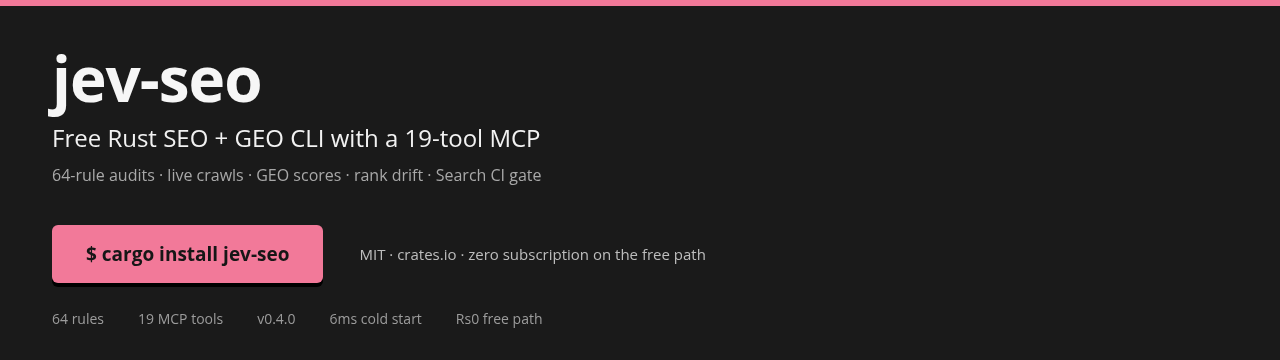 jev-seo
Free Rust SEO + GEO CLI with a 19-tool MCP
64-rule audits · live crawls · GEO scores · rank drift · Search CI gate
$ cargo install jev-seo
MIT · crates.io · zero subscription on the free path
64 rules 19 MCP tools v0.4.0 6ms cold start Rs0 free path